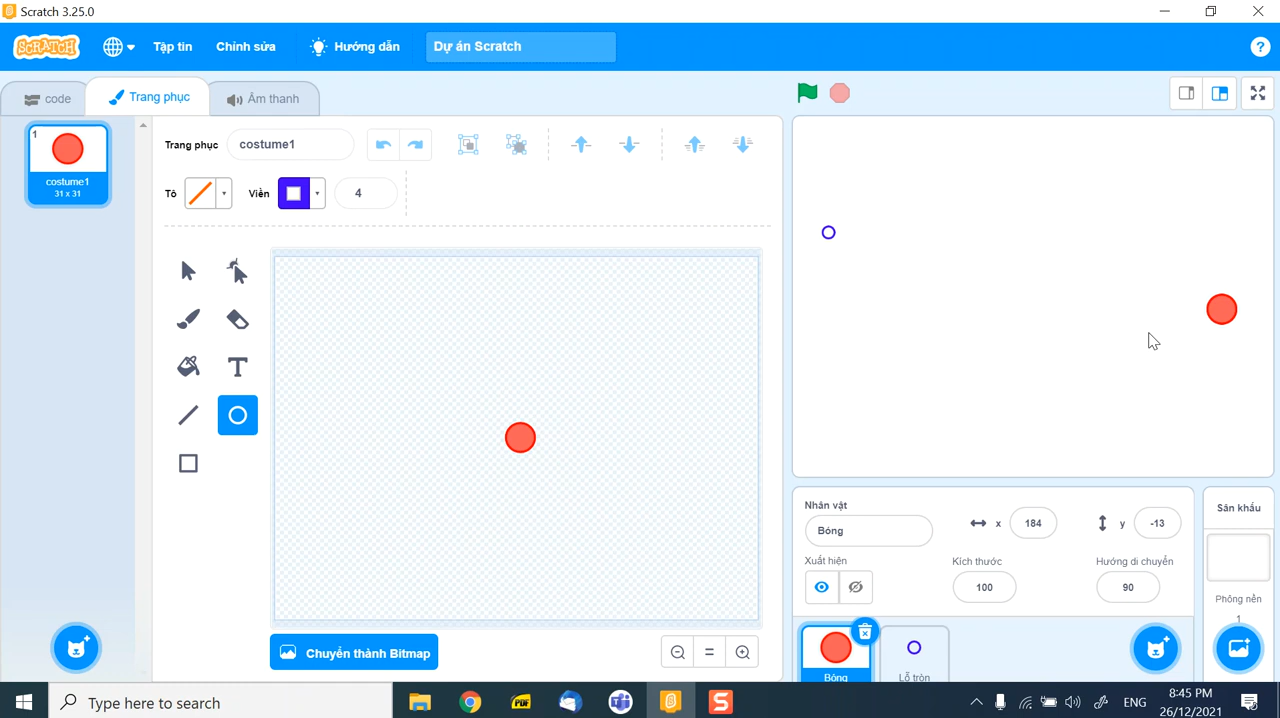 Scratch 3.25.0
SCRATCH
Tập tin
Chỉnh sửa
Hướng dẫn
Dự án Scratch
?
code
Trang phục
Âm thanh
1
costume1
31 x 31
Trang phục
costume1
Tô
Viền
4
T
Chuyển thành Bitmap
Nhân vật
Bóng
x
184
y
-13
Xuất hiện
Kích thước
100
Hướng di chuyển
90
Sân khấu
Phông nền
1
Bóng
Lỗ tròn
Type here to search
PDF
S
ENG
8:45 PM
26/12/2021